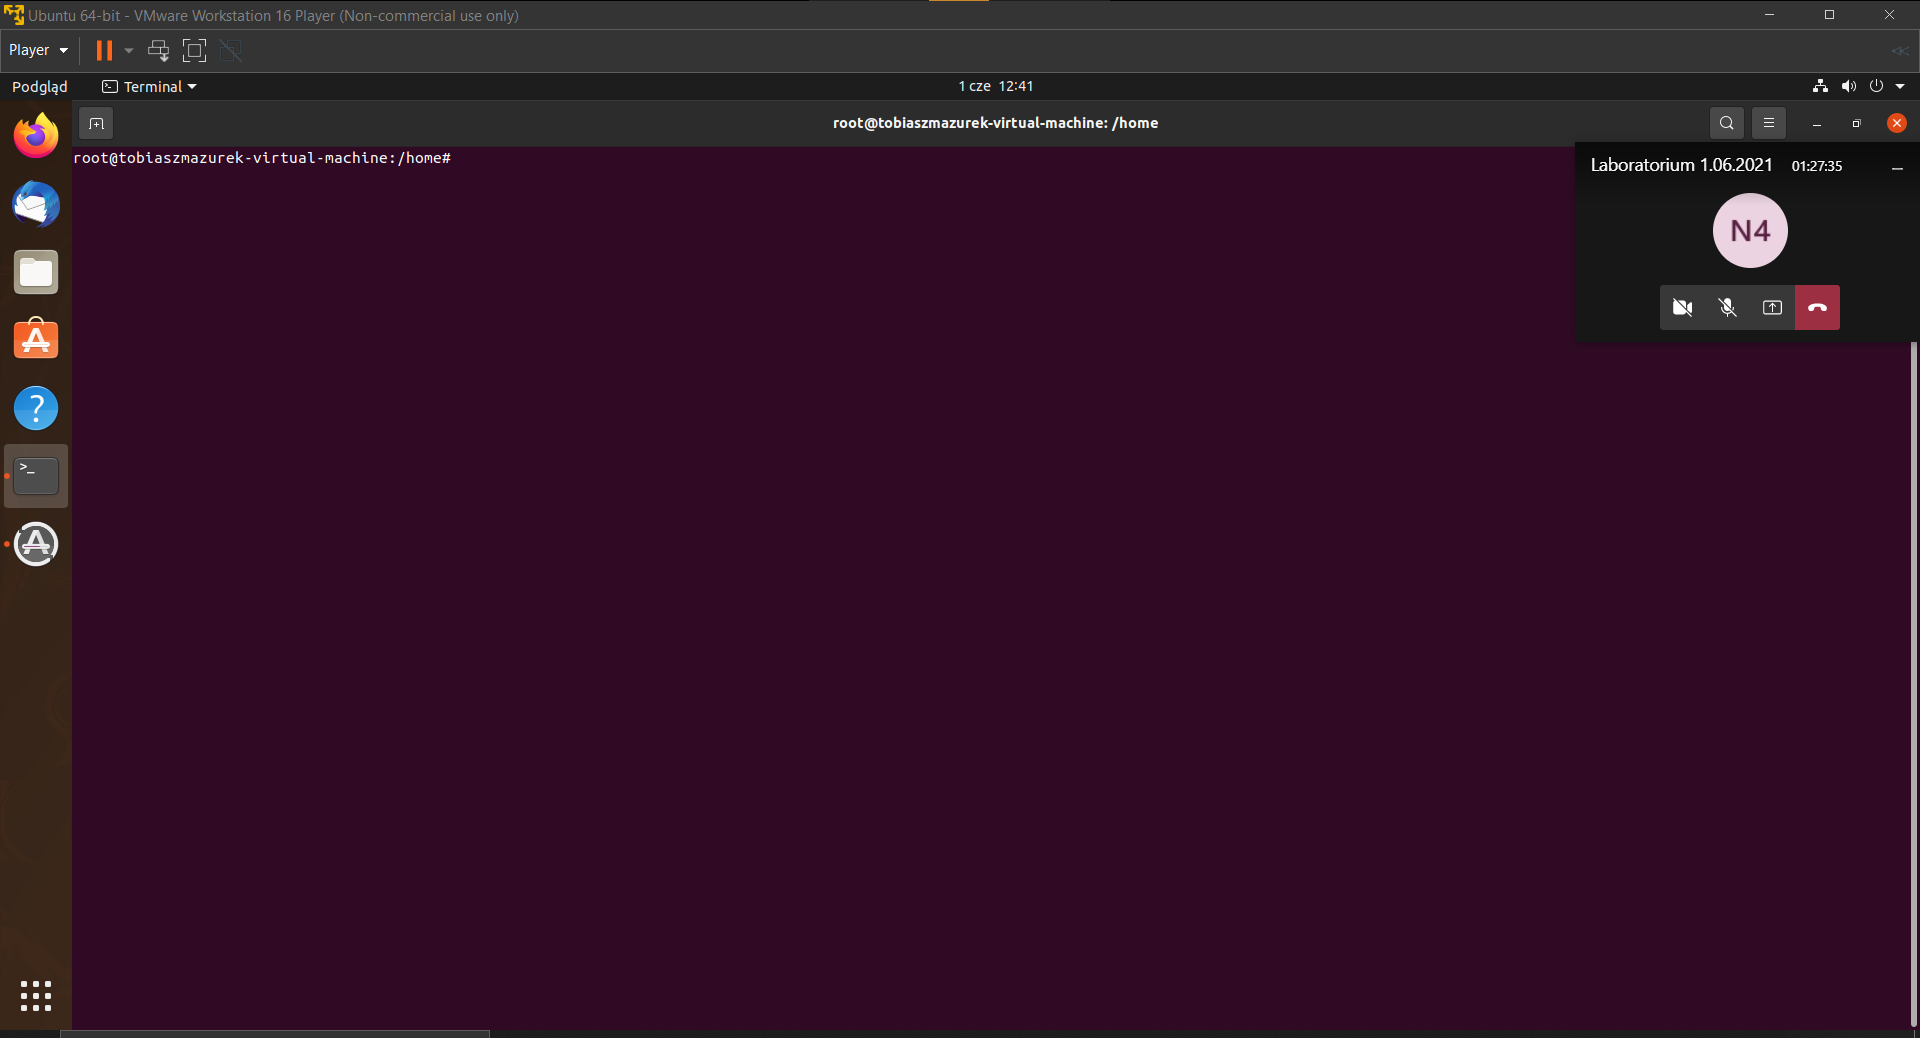 Ubuntu 64-bit - VMware Workstation 16 Player (Non-commercial use only)
Player
Podgląd
Terminal
1 cze 12:41
root@tobiaszmazurek-virtual-machine: /home
root@tobiaszmazurek-virtual-machine:/home#
Laboratorium 1.06.2021 01:27:35
N4